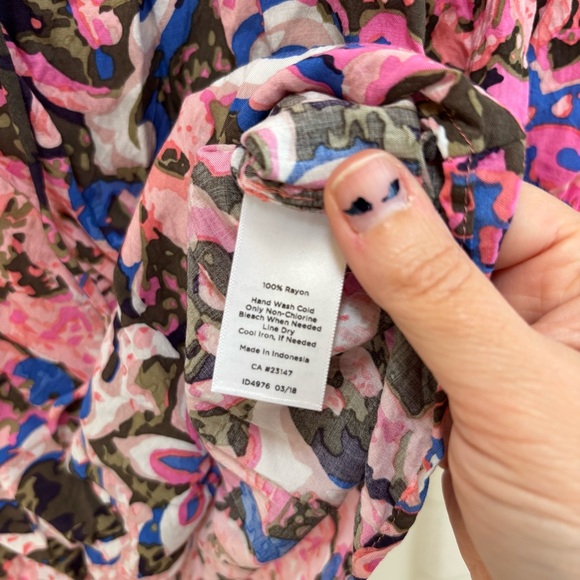 100% Rayon
Hand Wash Cold
Only Non-Chlorine
Bleach When Needed
Line Dry
Cool Iron, If Needed
Made In Indonesia
CA #23147
ID4976 03/18